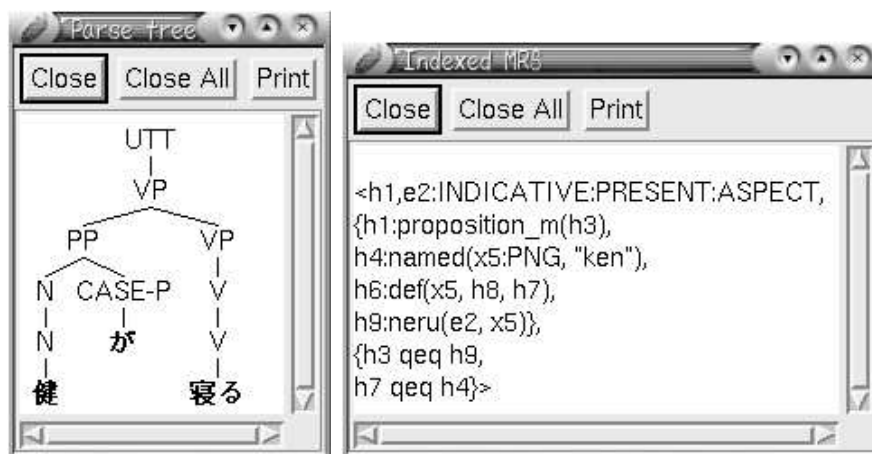 Parse tree
Close Close All Print
UTT
VP
PP VP
N CASE-P V
N が V
健 寝る
Indexed MRS
Close Close All Print
<h1,e2:INDICATIVE:PRESENT:ASPECT,
{h1:proposition_m(h3),
h4:named(x5:PNG, "ken"),
h6:def(x5, h8, h7),
h9:neru(e2, x5)},
{h3 qeq h9,
h7 qeq h4}>